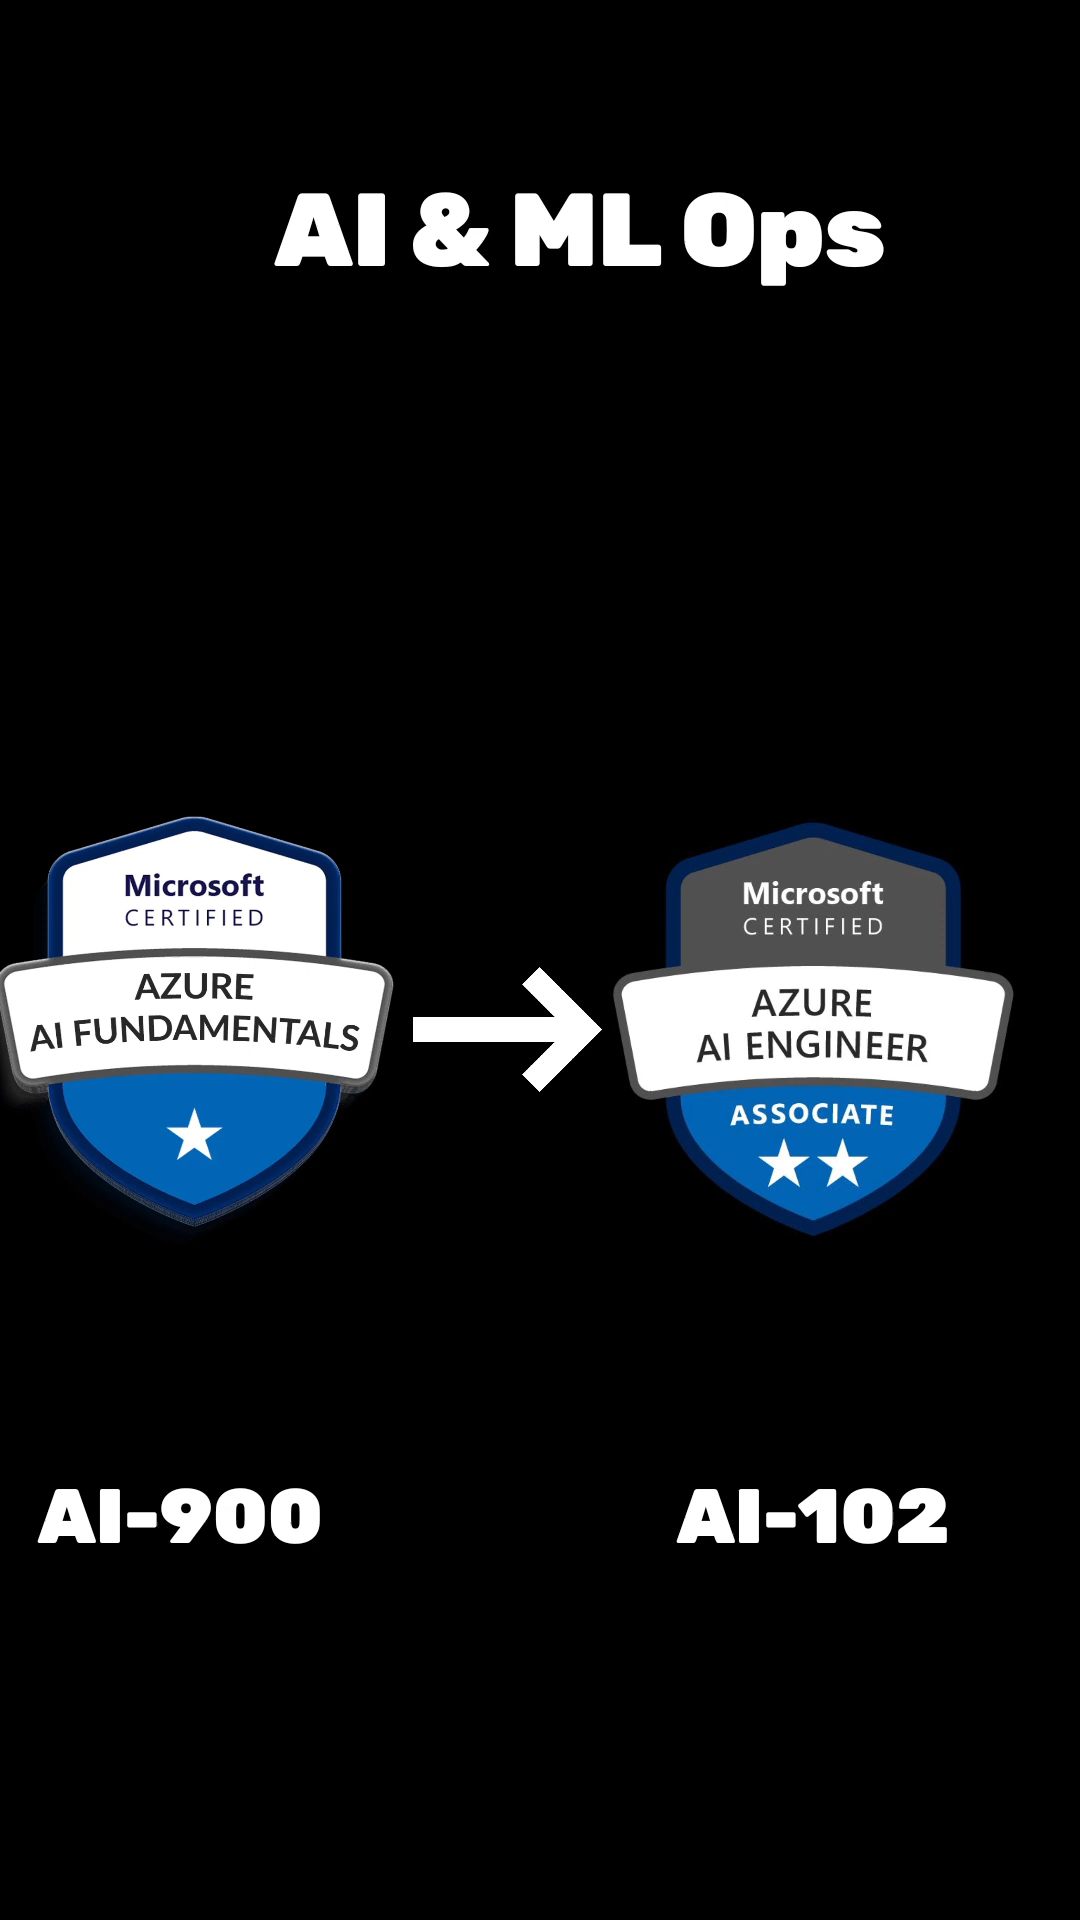 AI & ML Ops
Microsoft
CERTIFIED
AZURE
AI FUNDAMENTALS
Microsoft
CERTIFIED
AZURE
AI ENGINEER
ASSOCIATE
AI-900
AI-102